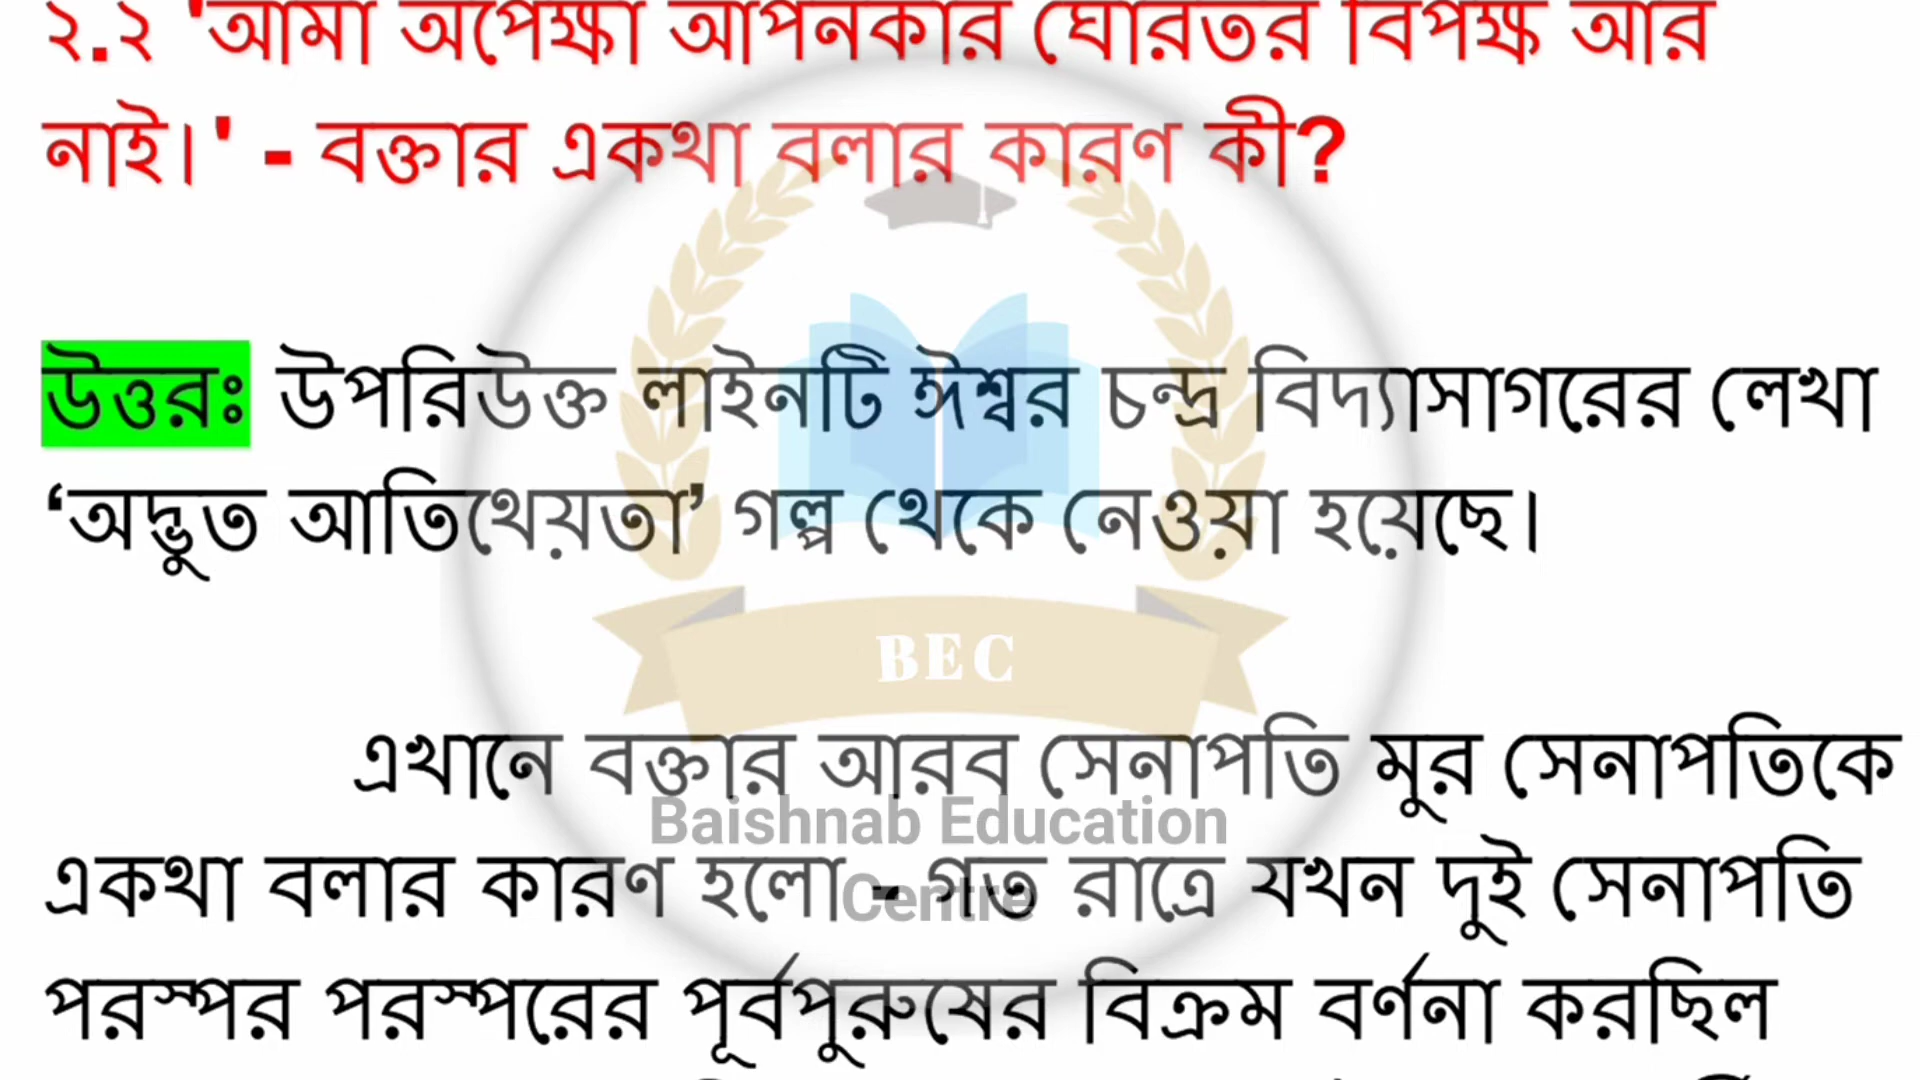 ২.২ 'আমা অপেক্ষা আপনকার ঘোরতর বিপক্ষ আর
নাই।' - বক্তার একথা বলার কারণ কী?
উত্তরঃ উপরিউক্ত লাইনটি ঈশ্বর চন্দ্র বিদ্যাসাগরের লেখা
‘অদ্ভুত আতিথেয়তা’ গল্প থেকে নেওয়া হয়েছে।
BEC
এখানে বক্তার আরব সেনাপতি মুর সেনাপতিকে
Baishnab Education
একথা বলার কারণ হলো - গত রাত্রে যখন দুই সেনাপতি
Centre
পরস্পর পরস্পরের পূর্বপুরুষের বিক্রম বর্ণনা করছিল